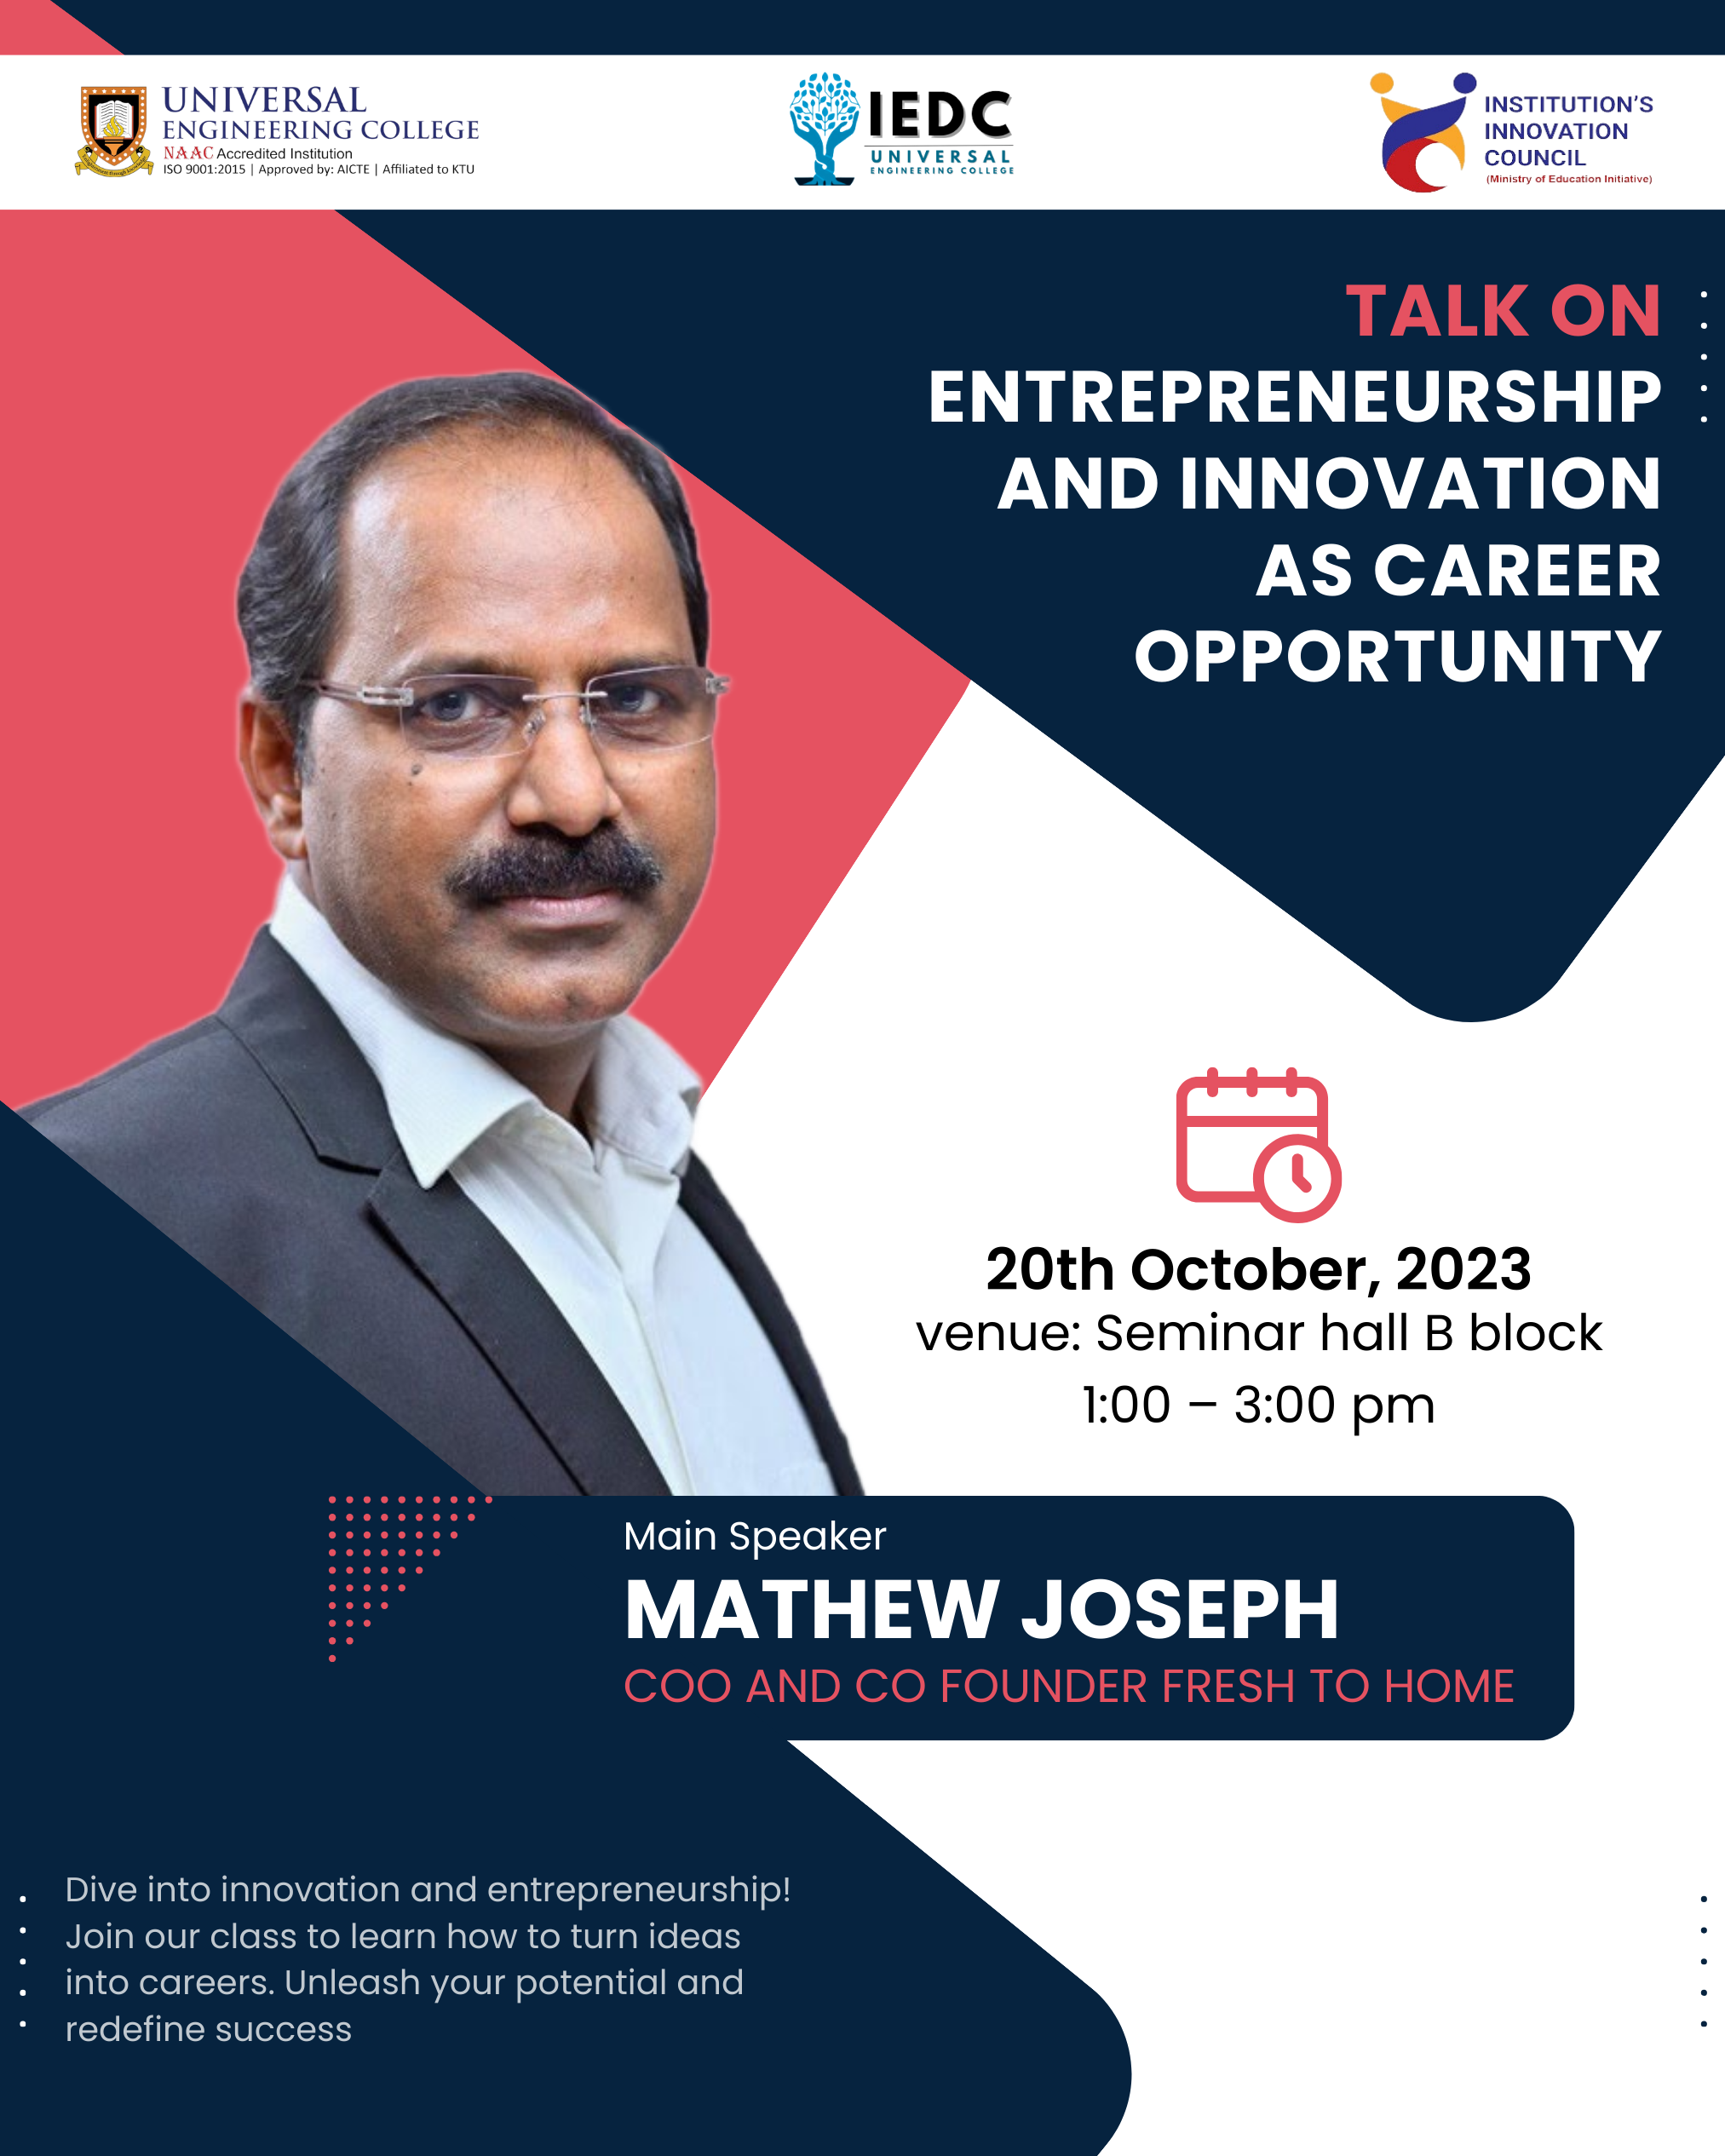 UNIVERSAL
ENGINEERING COLLEGE
NAAC Accredited Institution
ISO 9001:2015 | Approved by: AICTE | Affiliated to KTU
IEDC
UNIVERSAL
ENGINEERING COLLEGE
INSTITUTION'S
INNOVATION
COUNCIL
(Ministry of Education Initiative)
TALK ON
ENTREPRENEURSHIP
AND INNOVATION
AS CAREER
OPPORTUNITY
20th October, 2023
venue: Seminar hall B block
1:00 – 3:00 pm
Main Speaker
MATHEW JOSEPH
COO AND CO FOUNDER FRESH TO HOME
Dive into innovation and entrepreneurship!
Join our class to learn how to turn ideas
into careers. Unleash your potential and
redefine success